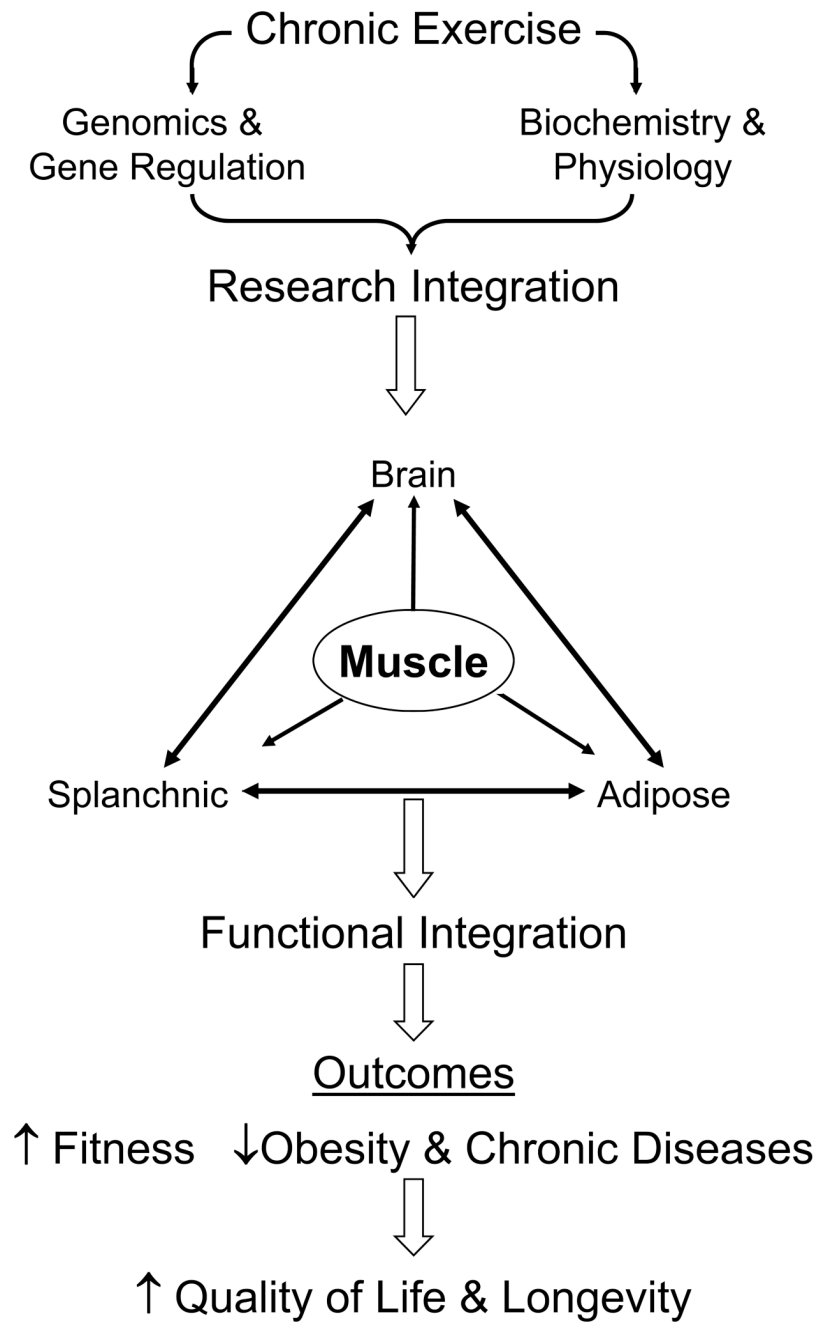 Chronic Exercise
Genomics &
Gene Regulation
Biochemistry &
Physiology
Research Integration
Brain
Muscle
Splanchnic
Adipose
Functional Integration
Outcomes
↑ Fitness ↓Obesity & Chronic Diseases
↑ Quality of Life & Longevity